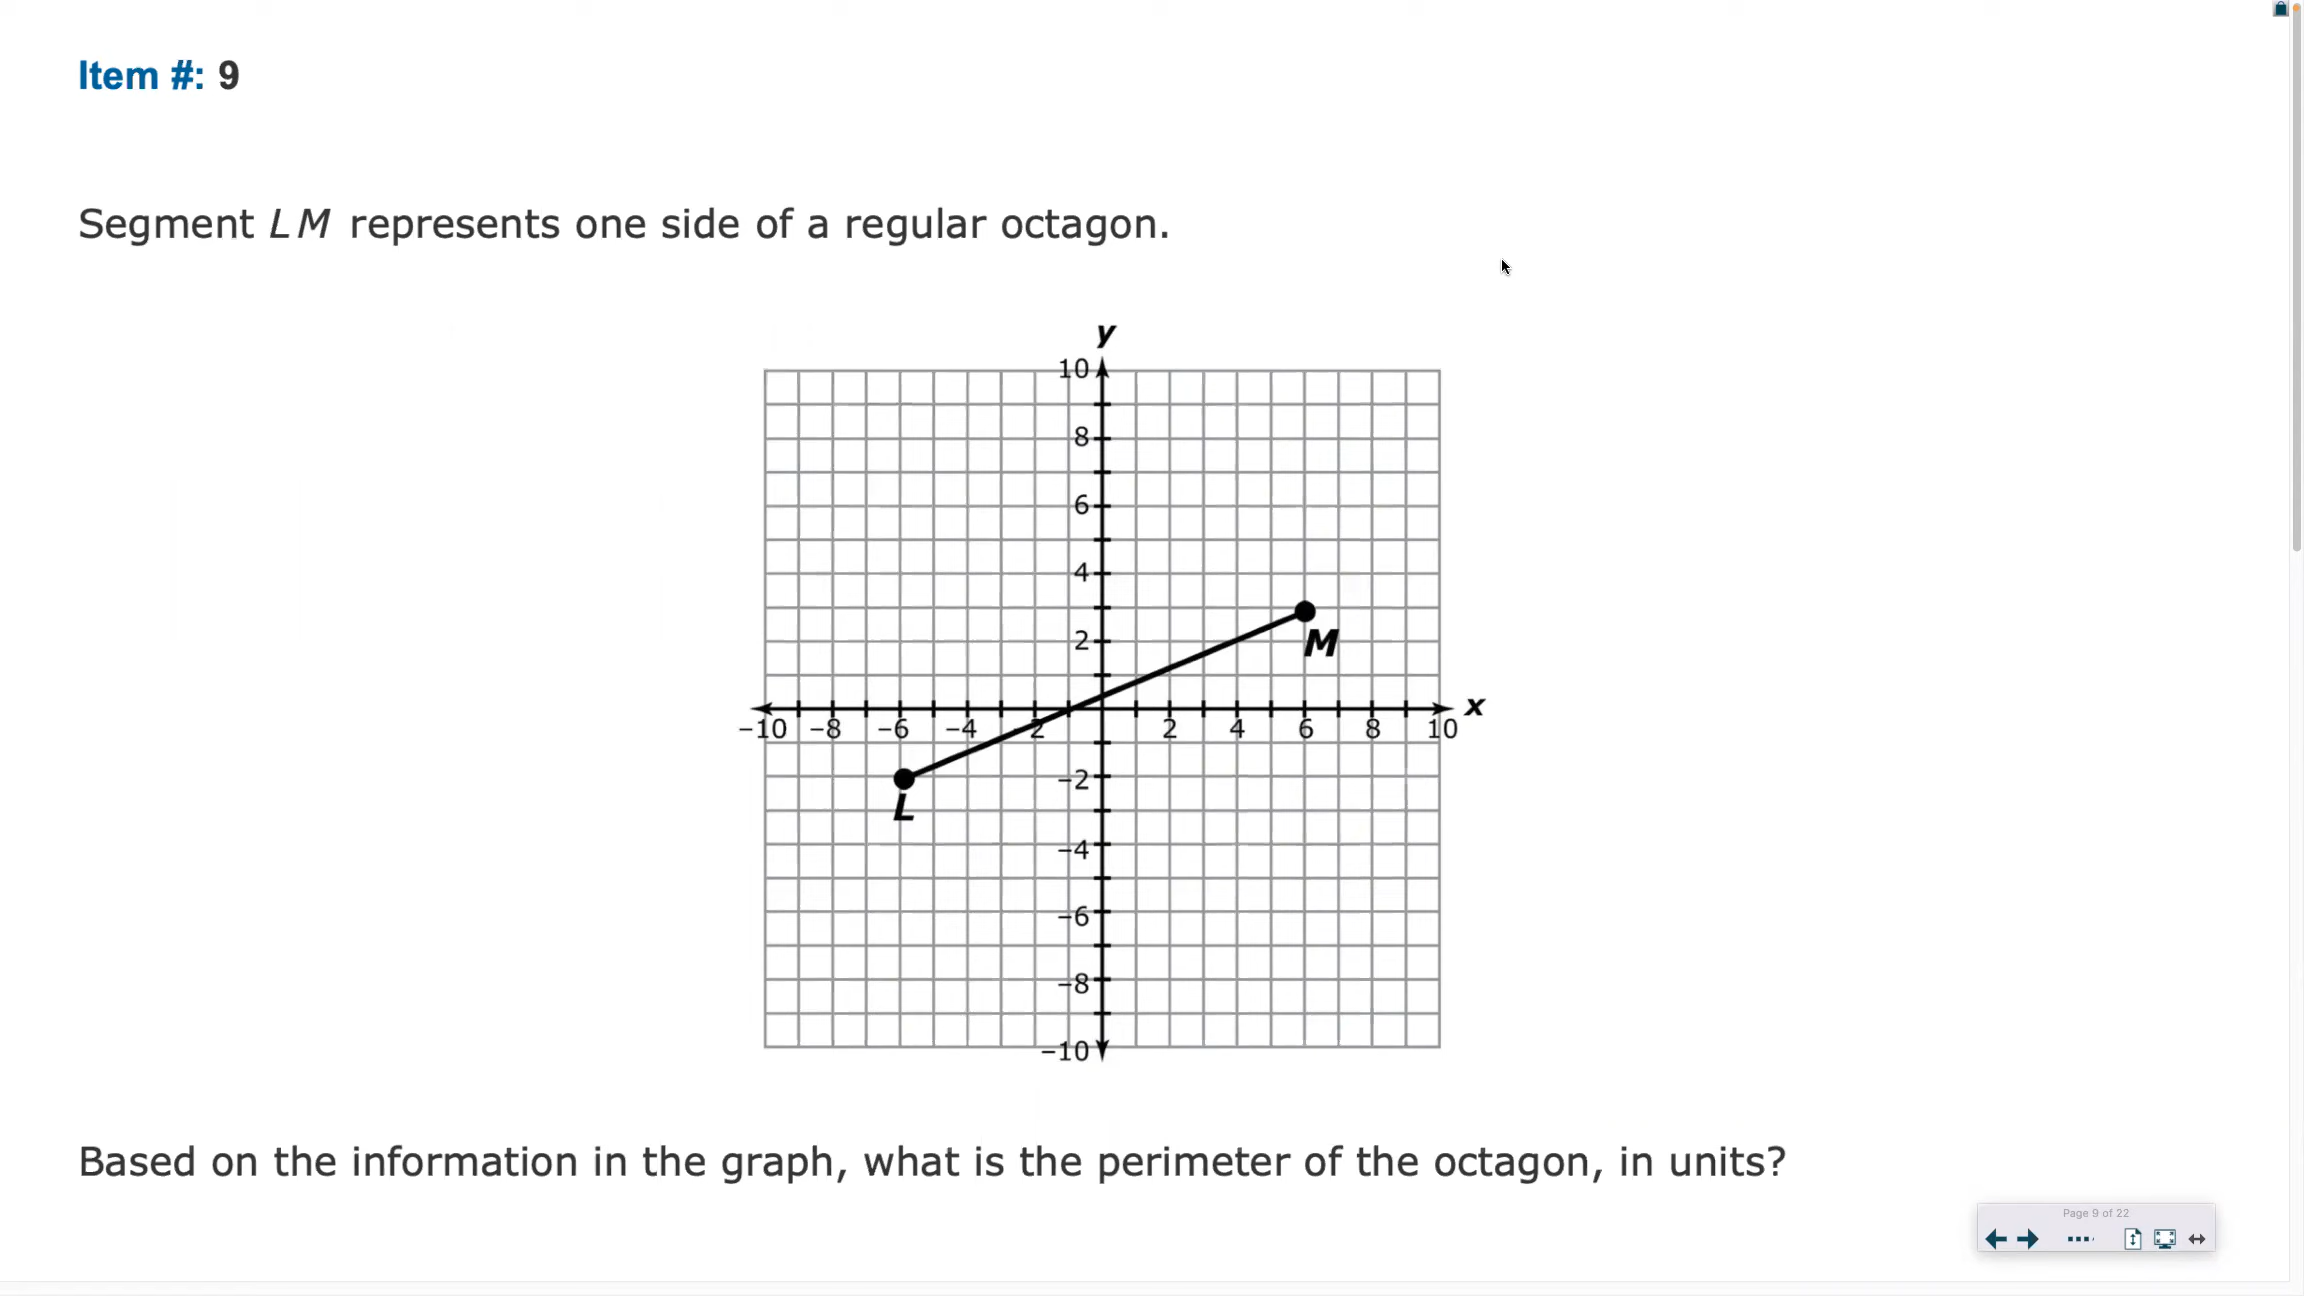 Item #: 9
Segment LM represents one side of a regular octagon.
y
10
8
6
4
M
2
x
−10 −8 −6 −4 −2 2 4 6 8 10
−2
L
−4
−6
−8
−10
Based on the information in the graph, what is the perimeter of the octagon, in units?
Page 9 of 22